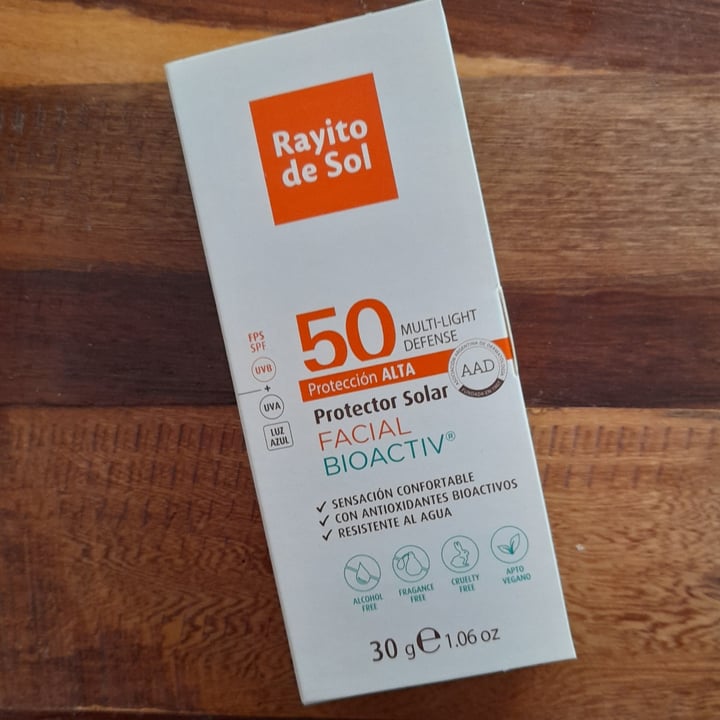 Rayito
de Sol
FPS
SPF
UVB
+
UVA
LUZ
AZUL
50
MULTI-LIGHT
DEFENSE
Protección ALTA
AAD
Protector Solar
FACIAL
BIOACTIV®
✓ SENSACIÓN CONFORTABLE
✓ CON ANTIOXIDANTES BIOACTIVOS
✓ RESISTENTE AL AGUA
ALCOHOL
FREE
FRAGANCE
FREE
CRUELTY
FREE
APTO
VEGANO
30 g ℮ 1.06 oz